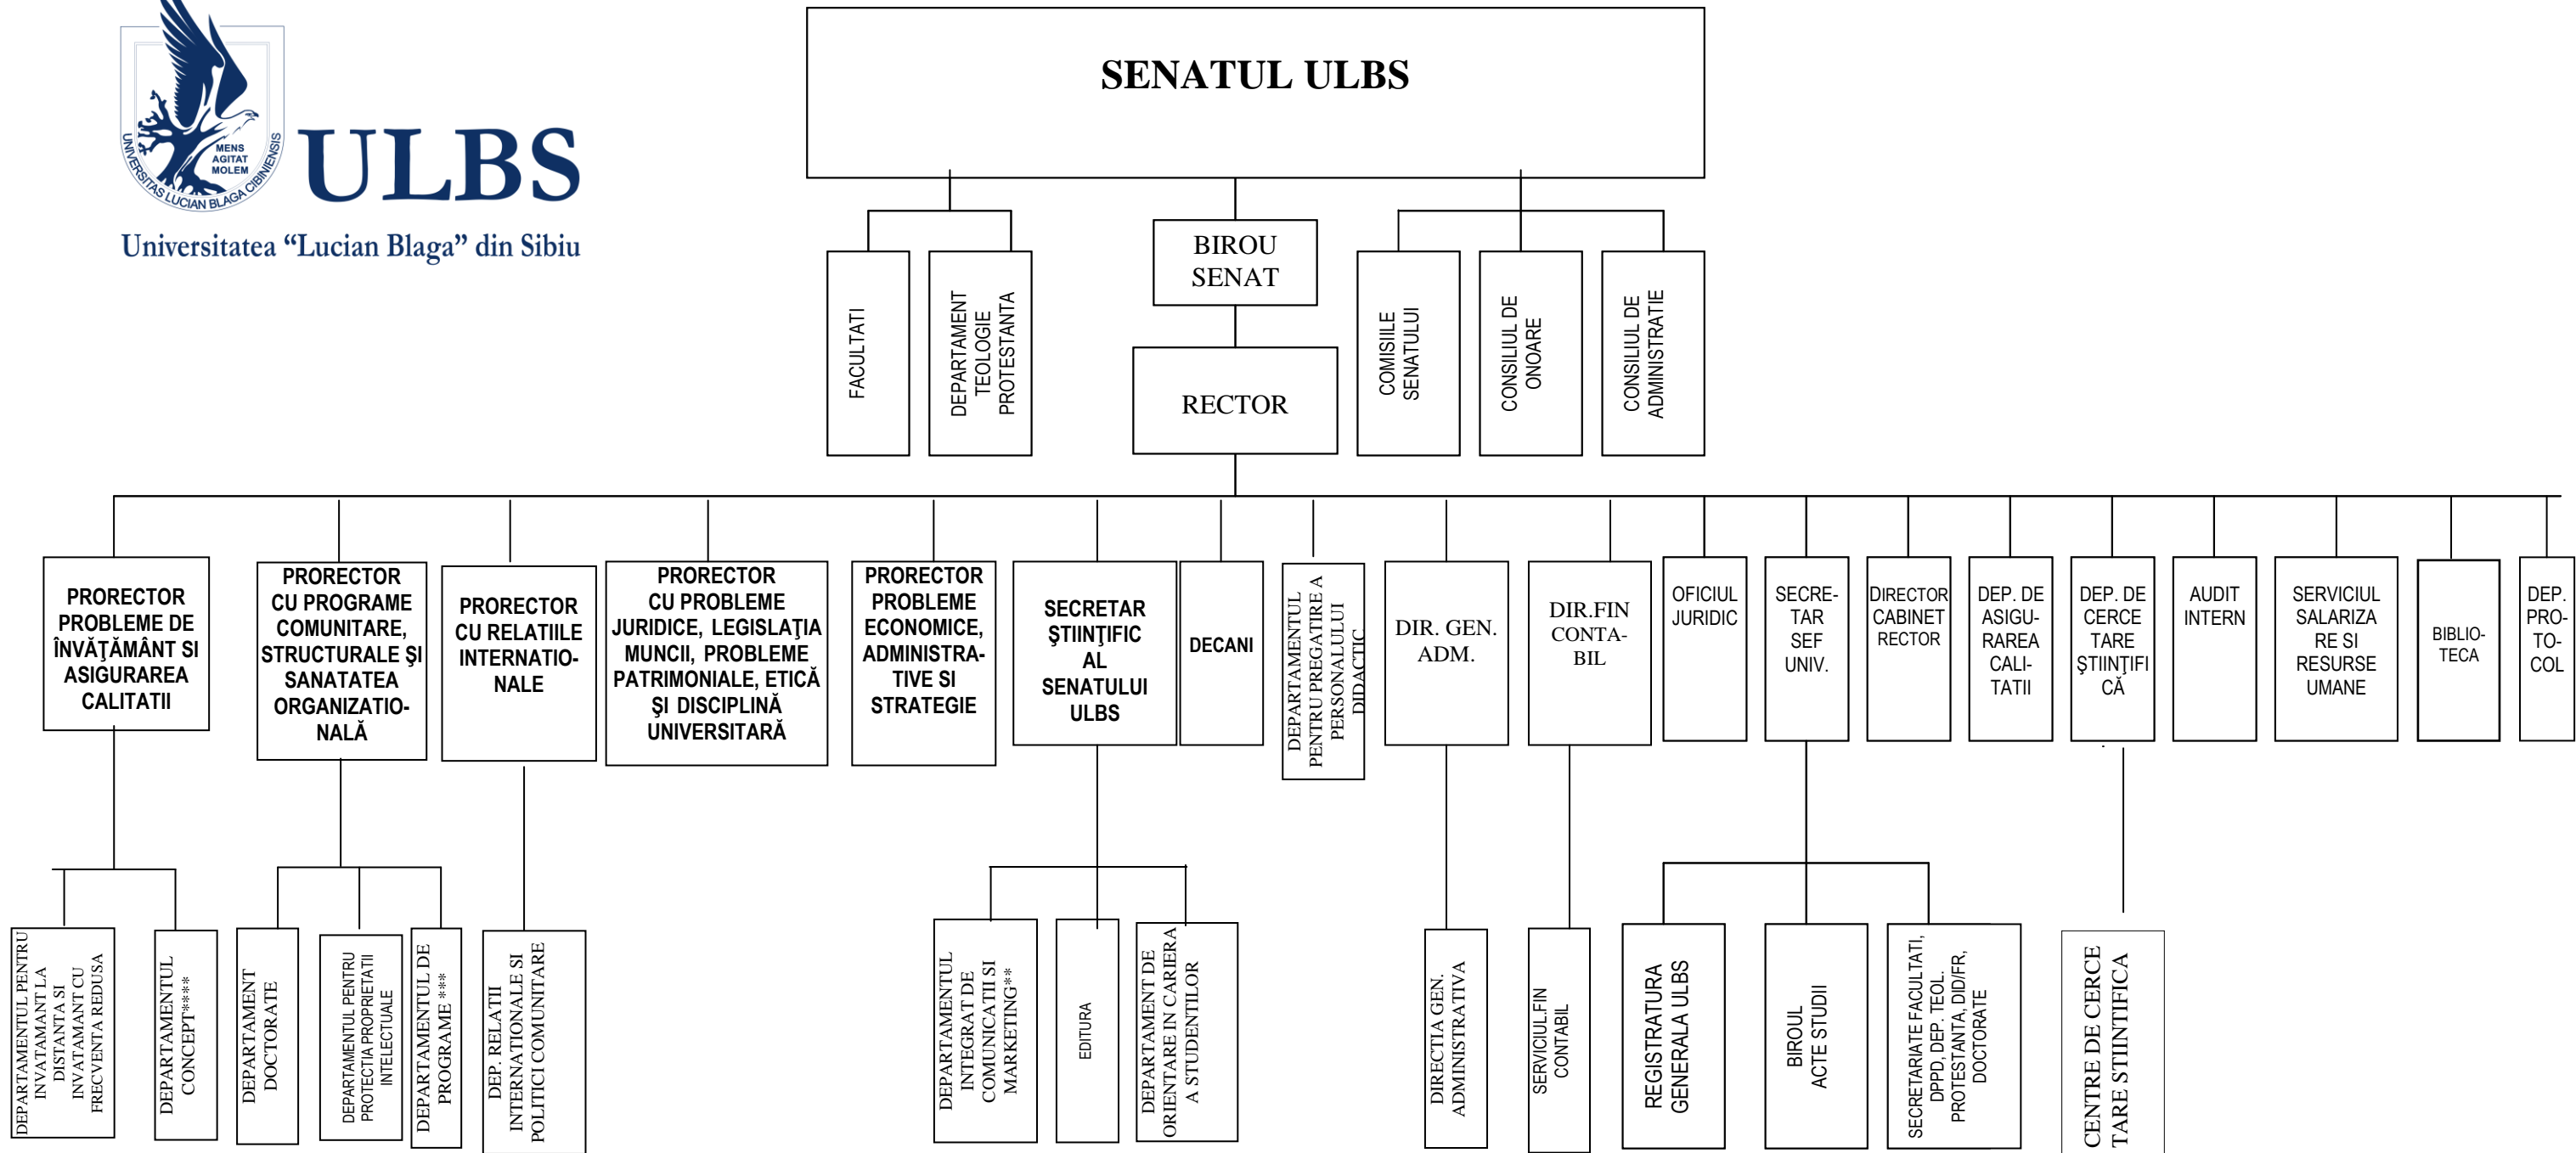 SENATUL ULBS
UNIVERSITAS LUCIAN BLAGA CIBINIENSIS
MENS
AGITAT
MOLEM
ULBS
Universitatea “Lucian Blaga” din Sibiu
FACULTATI
DEPARTAMENT
TEOLOGIE
PROTESTANTA
BIROU
SENAT
RECTOR
COMISIILE
SENATULUI
CONSILIUL DE
ONOARE
CONSILIUL DE
ADMINISTRATIE
PRORECTOR
PROBLEME DE
ÎNVĂŢĂMÂNT SI
ASIGURAREA
CALITATII
PRORECTOR
CU PROGRAME
COMUNITARE,
STRUCTURALE ŞI
SANATATEA
ORGANIZATIO-
NALĂ
PRORECTOR
CU RELATIILE
INTERNATIO-
NALE
PRORECTOR
CU PROBLEME
JURIDICE, LEGISLAŢIA
MUNCII, PROBLEME
PATRIMONIALE, ETICĂ
ŞI DISCIPLINĂ
UNIVERSITARĂ
PRORECTOR
PROBLEME
ECONOMICE,
ADMINISTRA-
TIVE SI
STRATEGIE
SECRETAR
ŞTIINŢIFIC
AL
SENATULUI
ULBS
DECANI
DEPARTAMENTUL
PENTRU PREGATIRE A
PERSONALULUI
DIDACTIC
DIR. GEN.
ADM.
DIR.FIN
CONTA-
BIL
OFICIUL
JURIDIC
SECRE-
TAR
SEF
UNIV.
DIRECTOR
CABINET
RECTOR
DEP. DE
ASIGU-
RAREA
CALI-
TATII
DEP. DE
CERCE
TARE
ŞTIINŢIFI
CĂ
AUDIT
INTERN
SERVICIUL
SALARIZA
RE SI
RESURSE
UMANE
BIBLIO-
TECA
DEP.
PRO-
TO-
COL
DEPARTAMENTUL PENTRU
INVATAMANT LA
DISTANTA SI
INVATAMANT CU
FRECVENTA REDUSA
DEPARTAMENTUL
CONCEPT****
DEPARTAMENT
DOCTORATE
DEPARTAMENTUL PENTRU
PROTECTIA PROPRIETATII
INTELECTUALE
DEPARTAMENTUL DE
PROGRAME ***
DEP. RELATII
INTERNATIONALE SI
POLITICI COMUNITARE
DEPARTAMENTUL
INTEGRAT DE
COMUNICATII SI
MARKETING**
EDITURA
DEPARTAMENT DE
ORIENTARE IN CARIERA
A STUDENTILOR
DIRECTIA GEN.
ADMINISTRATIVA
SERVICIUL.FIN
CONTABIL
REGISTRATURA
GENERALA ULBS
BIROUL
ACTE STUDII
SECRETARIATE FACULTATI,
DPPD, DEP. TEOL.
PROTESTANTA, DID/FR,
DOCTORATE
CENTRE DE CERCE
TARE STIINTIFICA